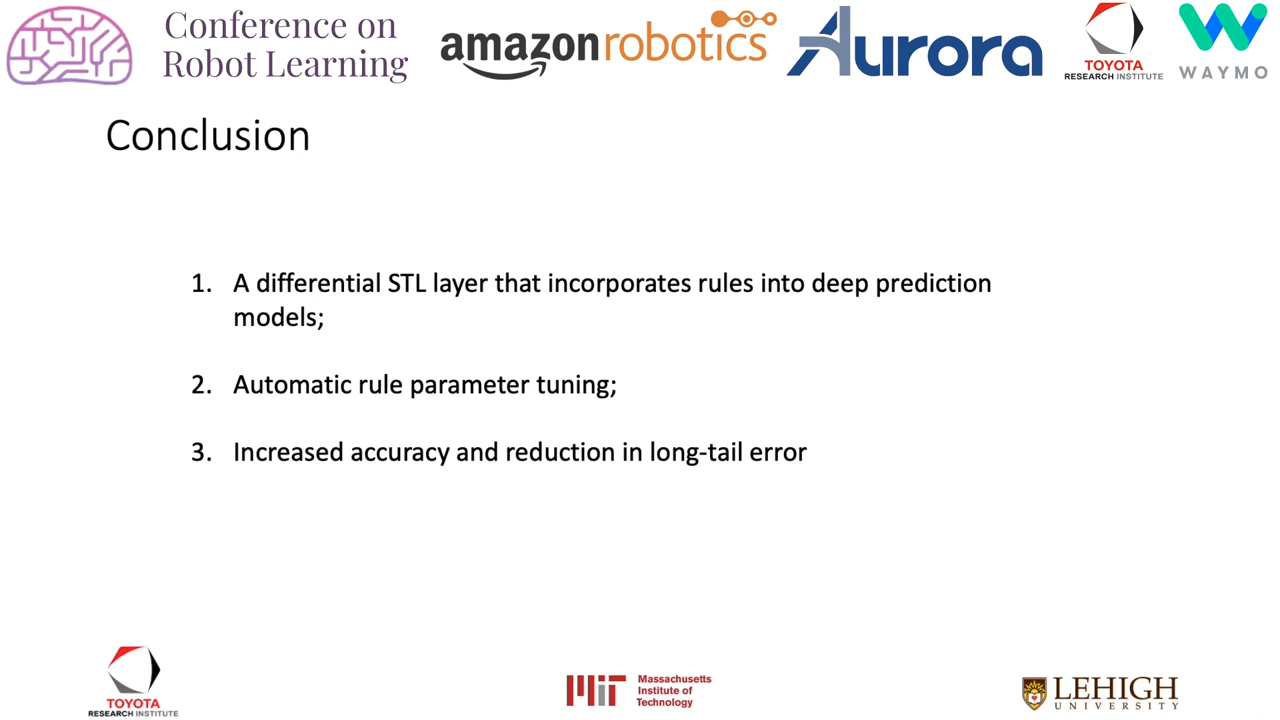 Conference on
Robot Learning
amazonrobotics
Aurora
TOYOTA
RESEARCH INSTITUTE
WAYMO
Conclusion
1. A differential STL layer that incorporates rules into deep prediction
models;
2. Automatic rule parameter tuning;
3. Increased accuracy and reduction in long-tail error
TOYOTA
RESEARCH INSTITUTE
MIT
Massachusetts
Institute of
Technology
LEHIGH
UNIVERSITY